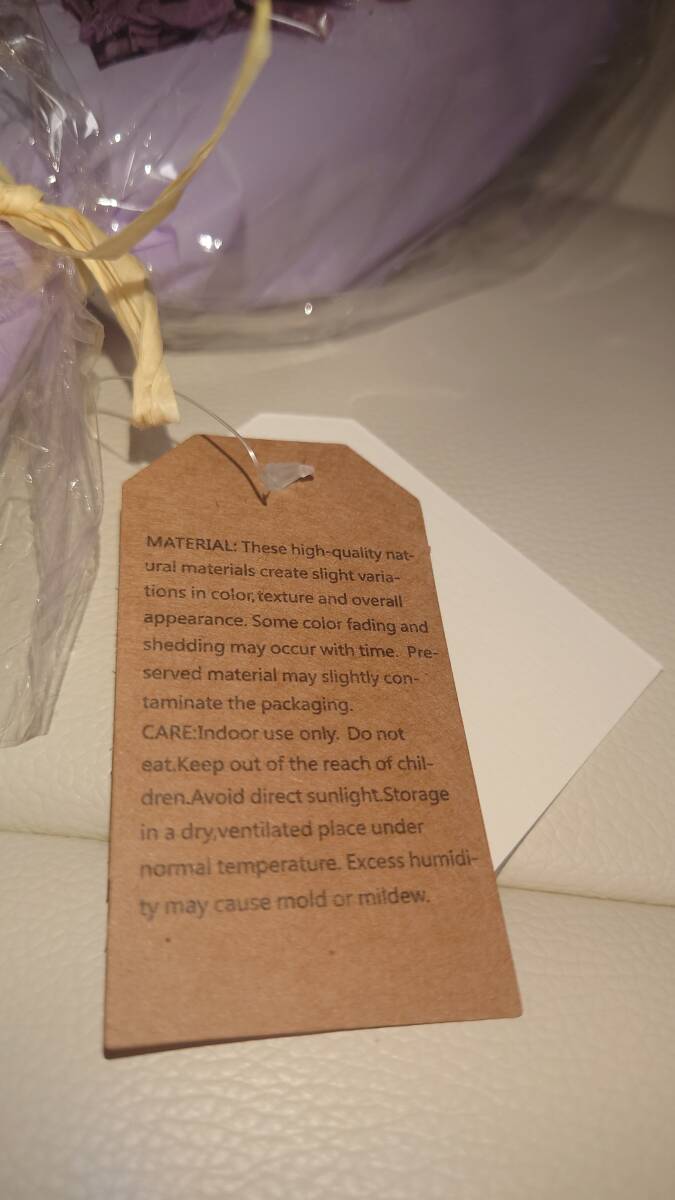 MATERIAL: These high-quality nat-
ural materials create slight varia-
tions in color, texture and overall
appearance. Some color fading and
shedding may occur with time. Pre-
served material may slightly con-
taminate the packaging.
CARE:Indoor use only. Do not
eat.Keep out of the reach of chil-
dren.Avoid direct sunlight.Storage
in a dry,ventilated place under
normal temperature. Excess humidi-
ty may cause mold or mildew.